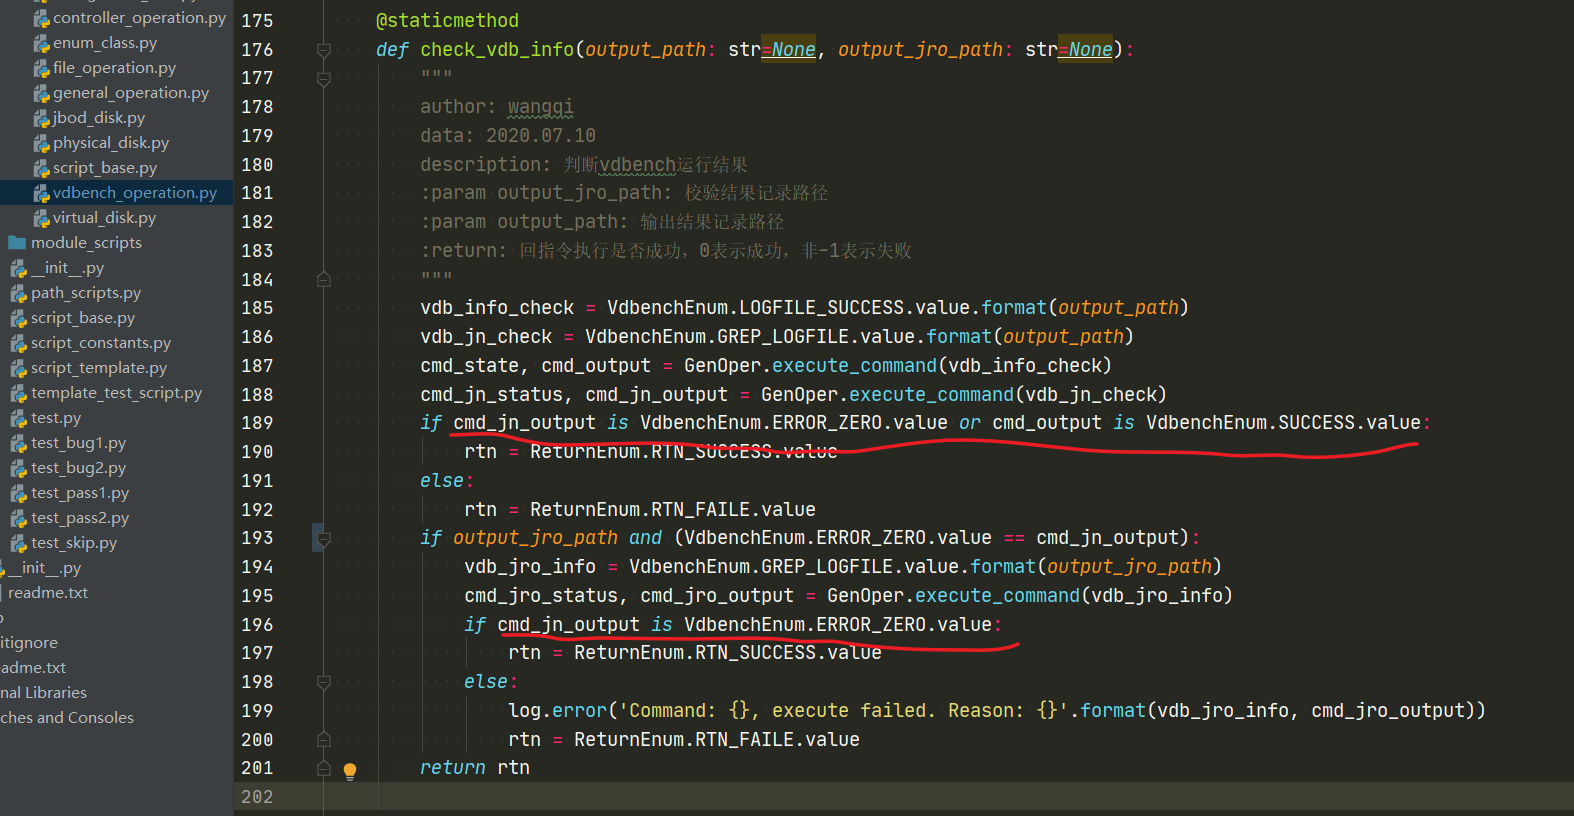 controller_operation.py
enum_class.py
file_operation.py
general_operation.py
jbod_disk.py
physical_disk.py
script_base.py
vdbench_operation.py
virtual_disk.py
module_scripts
__init__.py
path_scripts.py
script_base.py
script_constants.py
script_template.py
template_test_script.py
test.py
test_bug1.py
test_bug2.py
test_pass1.py
test_pass2.py
test_skip.py
__init__.py
readme.txt
itignore
adme.txt
nal Libraries
ches and Consoles
175 @staticmethod
176 def check_vdb_info(output_path: str=None, output_jro_path: str=None):
177 """
178 author: wangqi
179 data: 2020.07.10
180 description: 判断vdbench运行结果
181 :param output_jro_path: 校验结果记录路径
182 :param output_path: 输出结果记录路径
183 :return: 回指令执行是否成功，0表示成功，非-1表示失败
184 """
185 vdb_info_check = VdbenchEnum.LOGFILE_SUCCESS.value.format(output_path)
186 vdb_jn_check = VdbenchEnum.GREP_LOGFILE.value.format(output_path)
187 cmd_state, cmd_output = GenOper.execute_command(vdb_info_check)
188 cmd_jn_status, cmd_jn_output = GenOper.execute_command(vdb_jn_check)
189 if cmd_jn_output is VdbenchEnum.ERROR_ZERO.value or cmd_output is VdbenchEnum.SUCCESS.value:
190 rtn = ReturnEnum.RTN_SUCCESS.value
191 else:
192 rtn = ReturnEnum.RTN_FAILE.value
193 if output_jro_path and (VdbenchEnum.ERROR_ZERO.value == cmd_jn_output):
194 vdb_jro_info = VdbenchEnum.GREP_LOGFILE.value.format(output_jro_path)
195 cmd_jro_status, cmd_jro_output = GenOper.execute_command(vdb_jro_info)
196 if cmd_jn_output is VdbenchEnum.ERROR_ZERO.value:
197 rtn = ReturnEnum.RTN_SUCCESS.value
198 else:
199 log.error('Command: {}, execute failed. Reason: {}'.format(vdb_jro_info, cmd_jro_output))
200 rtn = ReturnEnum.RTN_FAILE.value
201 return rtn
202